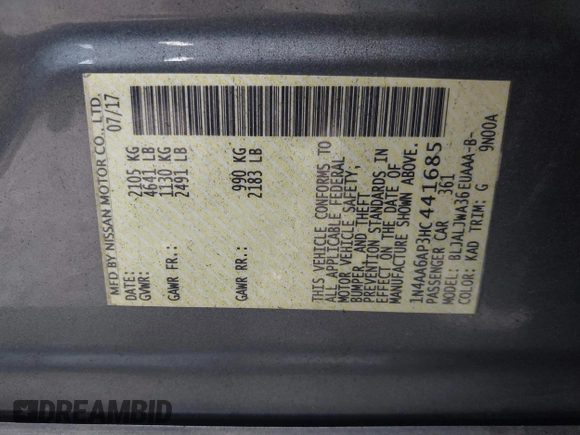 MFD BY NISSAN MOTOR CO., LTD.
DATE: 07/17
GVWR: 2105 KG
4641 LB
GAWR FR: 1130 KG
2491 LB
GAWR RR: 990 KG
2183 LB
THIS VEHICLE CONFORMS TO
ALL APPLICABLE FEDERAL
MOTOR VEHICLE SAFETY,
BUMPER, AND THEFT
PREVENTION STANDARDS IN
EFFECT ON THE DATE OF
MANUFACTURE SHOWN ABOVE.
1N4AA6AP3HC441685
PASSENGER CAR 361
MODEL: BLJALJWA36EUAAAA-B-
COLOR: KAD TRIM: G 9N00A
DREAMBID